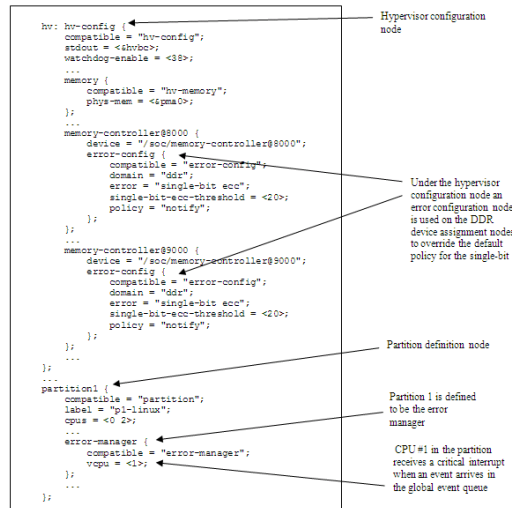 hv: hv-config {
compatible = "hv-config";
stdout = <&hvbc>;
watchdog-enable = <38>;
...
memory {
compatible = "hv-memory";
phys-mem = <&pma0>;
};
...
memory-controller@8000 {
device = "/soc/memory-controller@8000";
error-config {
compatible = "error-config";
domain = "ddr";
error = "single-bit ecc";
single-bit-ecc-threshold = <20>;
policy = "notify";
};
};
...
memory-controller@9000 {
device = "/soc/memory-controller@9000";
error-config {
compatible = "error-config";
domain = "ddr";
error = "single-bit ecc";
single-bit-ecc-threshold = <20>;
policy = "notify";
};
};
...
};
...
partition1 {
compatible = "partition";
label = "p1-linux";
cpus = <0 2>;
...
error-manager {
compatible = "error-manager";
vcpu = <1>;
};
...
};
Hypervisor configuration
node
Under the hypervisor
configuration node an
error configuration node
is used on the DDR
device assignment nodes
to override the default
policy for the single-bit
Partition definition node
Partition 1 is defined
to be the error
manager
CPU #1 in the partition
receives a critical interrupt
when an event arrives in
the global event queue